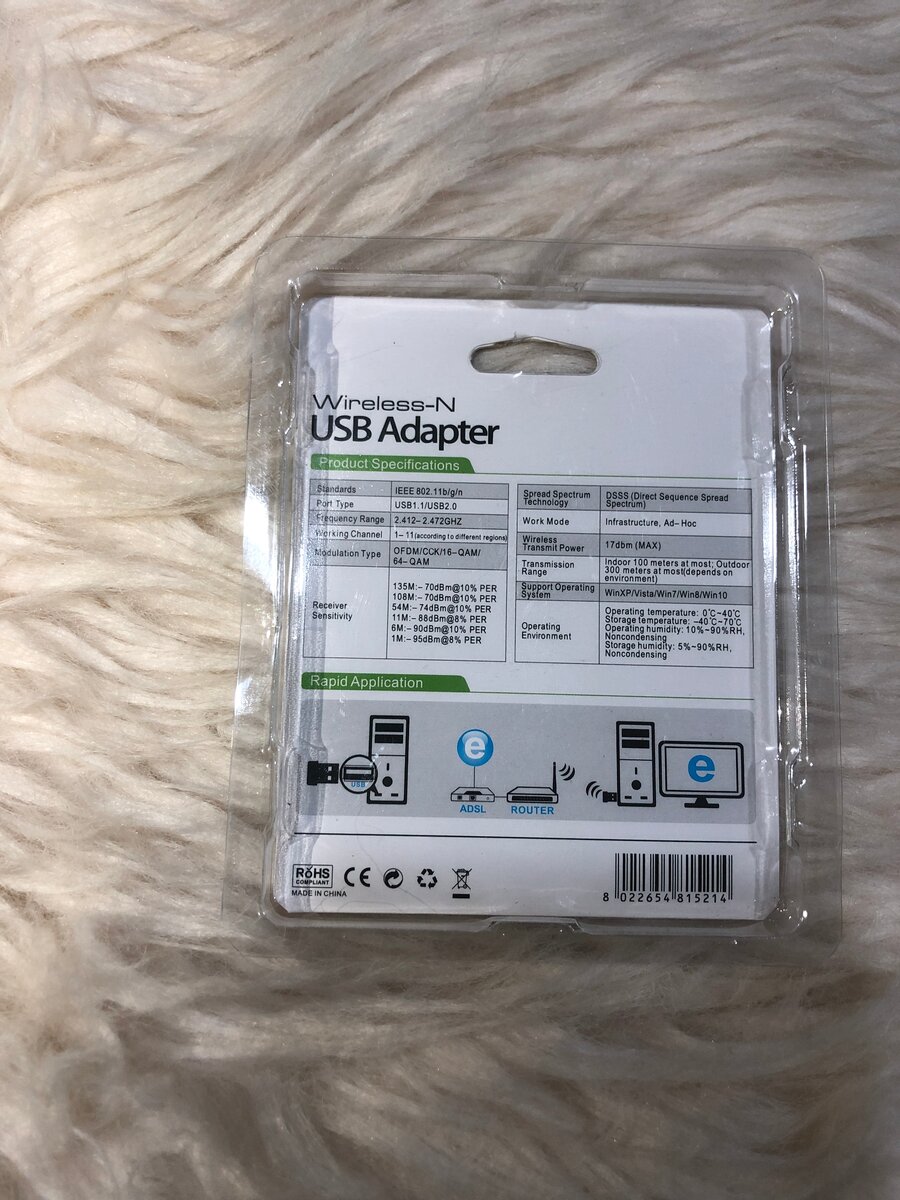 Wireless-N
USB Adapter
Product Specifications
Standards IEEE 802.11b/g/n
Port Type USB1.1/USB2.0
Frequency Range 2.412-2.472GHZ
Working Channel 1-11(according to different regions)
Modulation Type OFDM/CCK/16-QAM/
64-QAM
Receiver
Sensitivity
135M:-70dBm@10% PER
108M:-70dBm@10% PER
54M:-74dBm@10% PER
11M:-88dBm@8% PER
6M:-90dBm@10% PER
1M:-95dBm@8% PER
Spread Spectrum
Technology
DSSS (Direct Sequence Spread
Spectrum)
Work Mode Infrastructure, Ad-Hoc
Wireless
Transmit Power
17dbm (MAX)
Transmission
Range
Indoor 100 meters at most; Outdoor
300 meters at most(depends on
environment)
Support Operating
System
WinXP/Vista/Win7/Win8/Win10
Operating
Environment
Operating temperature: 0℃~40℃
Storage temperature: -40℃~70℃
Operating humidity: 10%~90%RH,
Noncondensing
Storage humidity: 5%~90%RH,
Noncondensing
Rapid Application
USB
e
ADSL
ROUTER
e
RoHS
COMPLIANT
CE
MADE IN CHINA
8 022654 815214